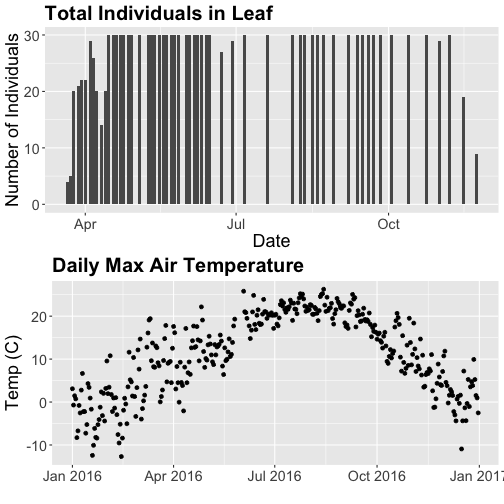 Total Individuals in Leaf
Number of Individuals
30
20
10
0
Apr
Jul
Oct
Date
Daily Max Air Temperature
Temp (C)
20
10
0
-10
Jan 2016
Apr 2016
Jul 2016
Oct 2016
Jan 2017